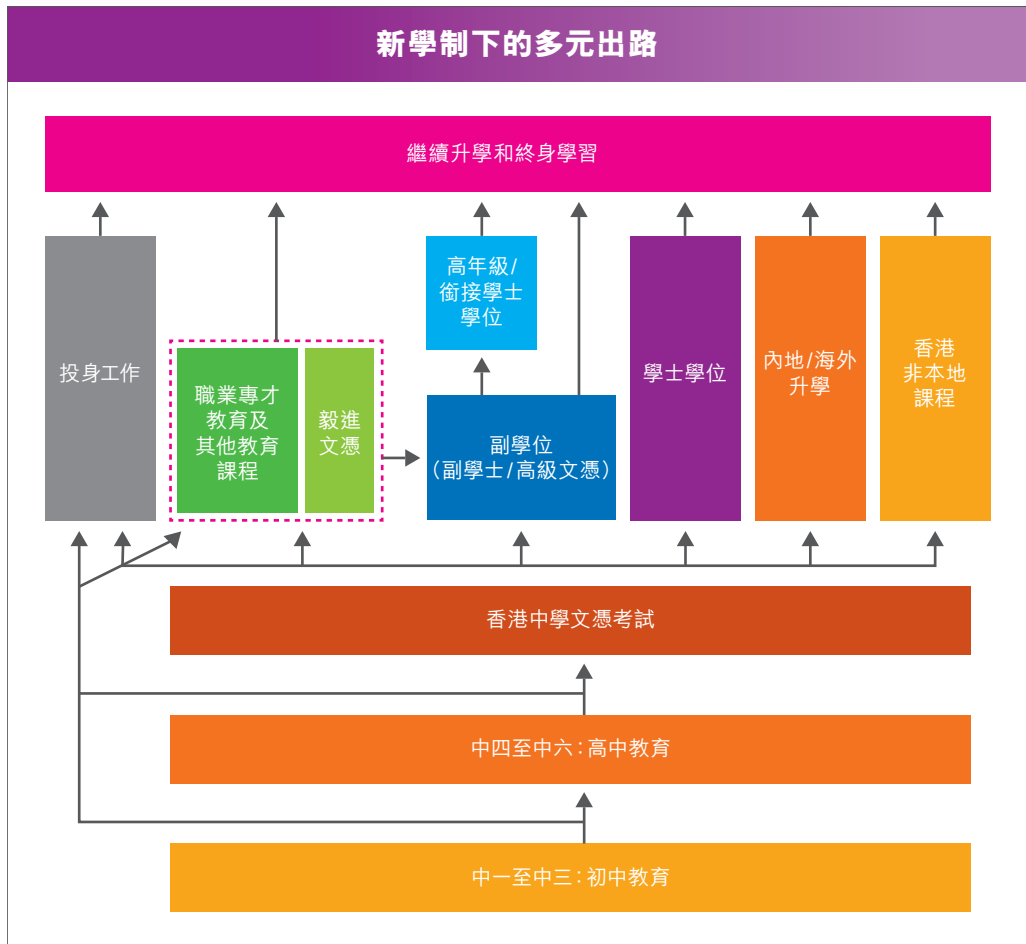 新學制下的多元出路
繼續升學和終身學習
投身工作
職業專才
教育及
其他教育
課程
毅進
文憑
高年級/
銜接學士
學位
副學位
（副學士/高級文憑）
學士學位
內地/海外
升學
香港
非本地
課程
香港中學文憑考試
中四至中六：高中教育
中一至中三：初中教育